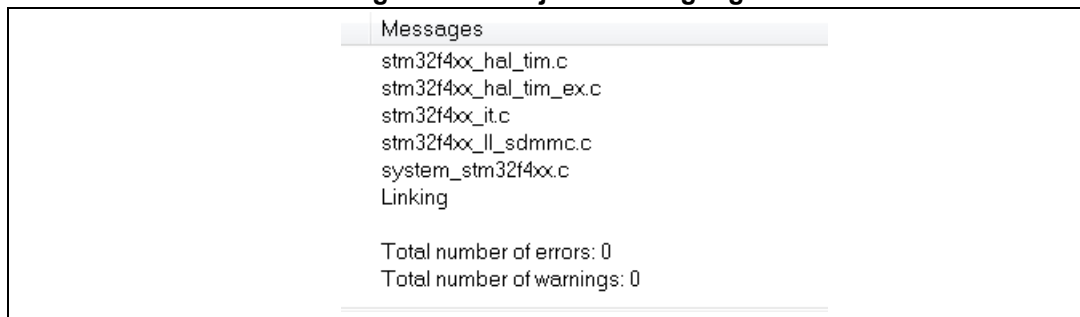 Messages
stm32f4xx_hal_tim.c
stm32f4xx_hal_tim_ex.c
stm32f4xx_it.c
stm32f4xx_ll_sdmmc.c
system_stm32f4xx.c
Linking
Total number of errors: 0
Total number of warnings: 0